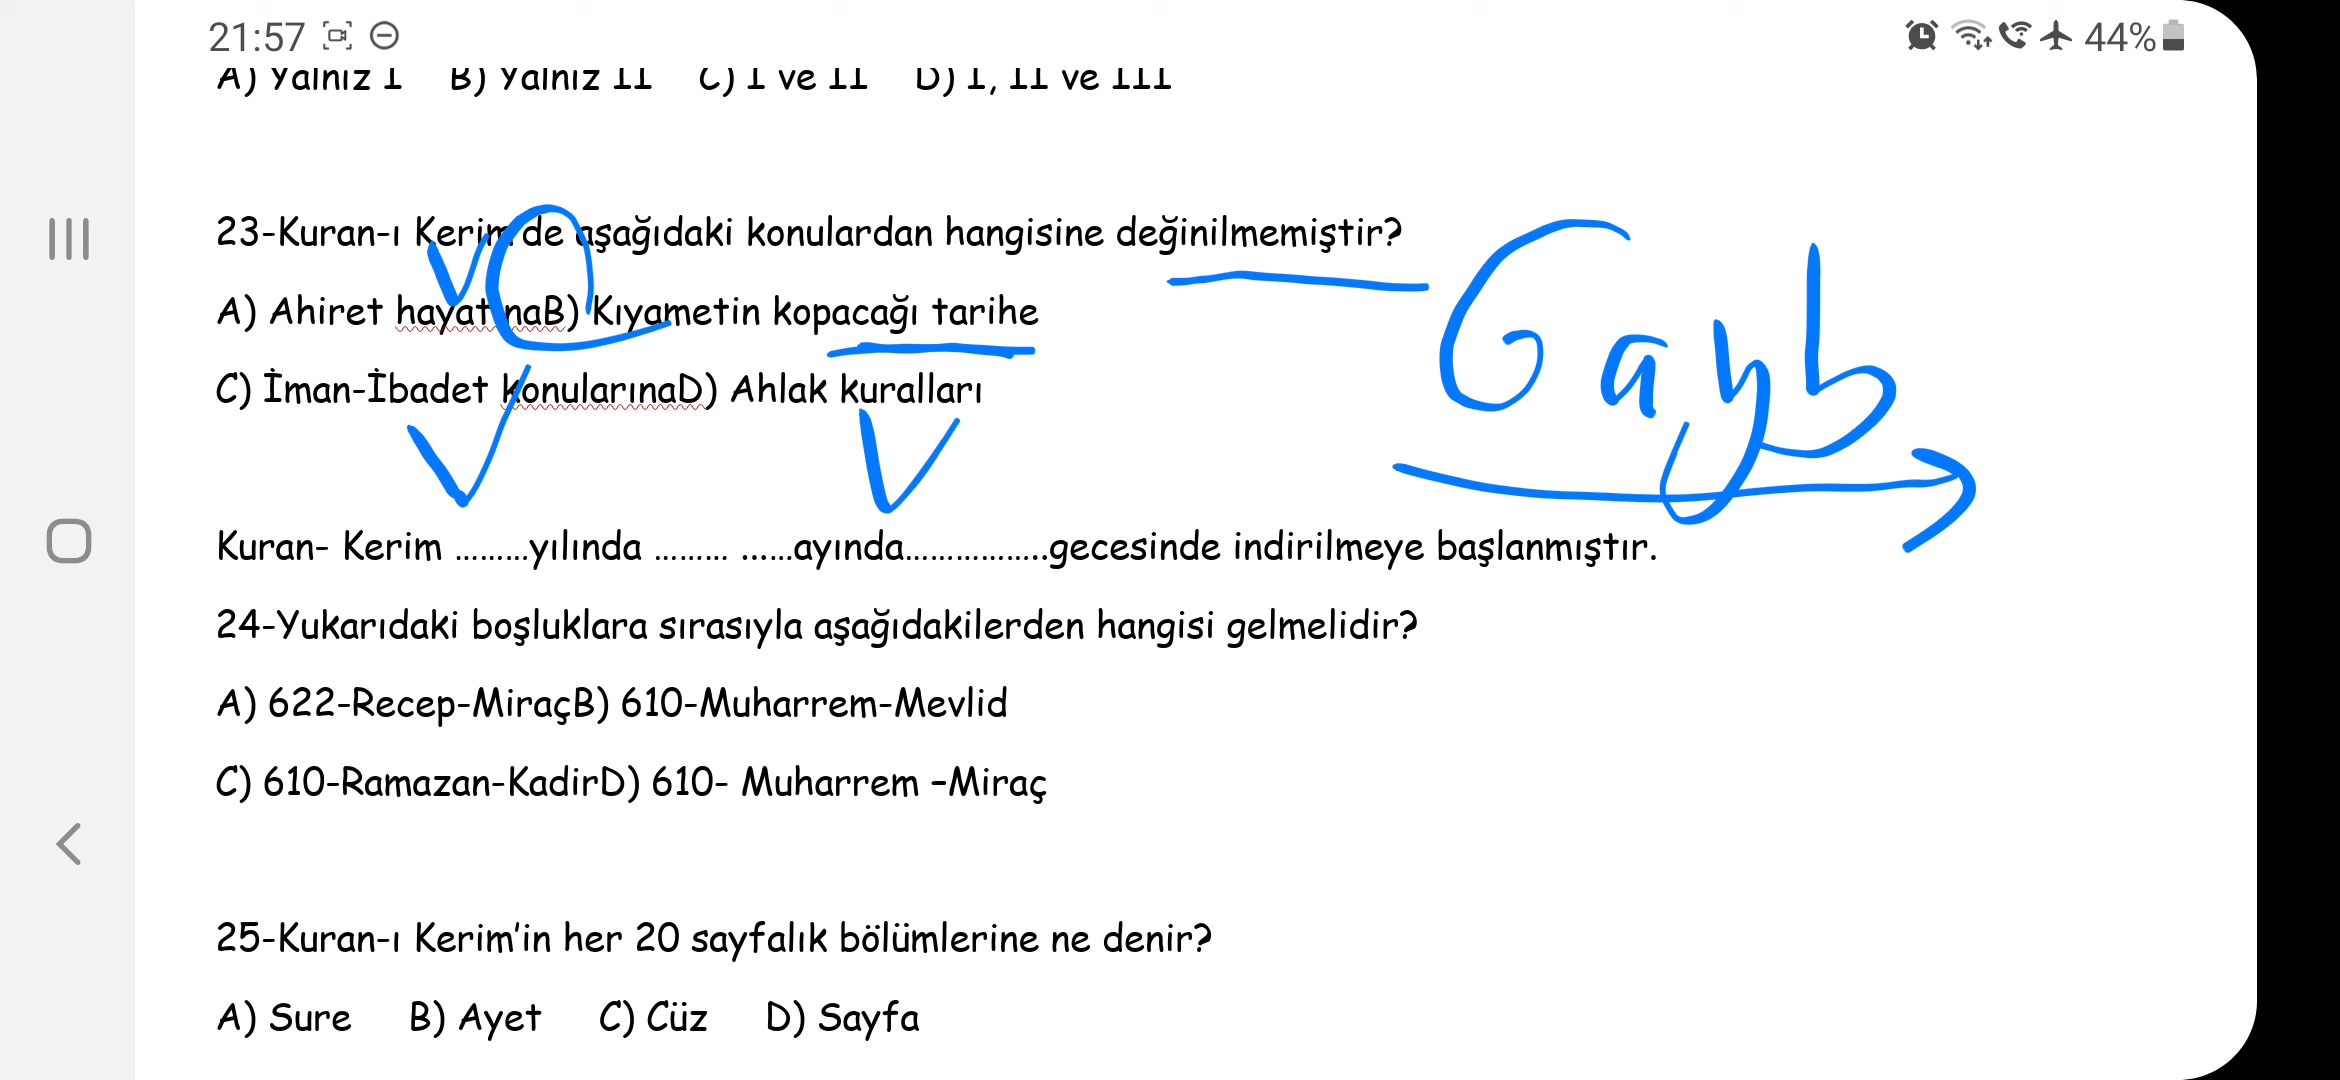 21:57 44%
A) Yalnız I B) Yalnız II C) I ve II D) I, II ve III
23-Kuran-ı Kerim'de aşağıdaki konulardan hangisine değinilmemiştir?
A) Ahiret hayatınaB) Kıyametin kopacağı tarihe
C) İman-İbadet konularınaD) Ahlak kuralları
Gayb
Kuran- Kerim .........yılında ......... ......ayında.................gecesinde indirilmeye başlanmıştır.
24-Yukarıdaki boşluklara sırasıyla aşağıdakilerden hangisi gelmelidir?
A) 622-Recep-MiraçB) 610-Muharrem-Mevlid
C) 610-Ramazan-KadirD) 610- Muharrem –Miraç
25-Kuran-ı Kerim'in her 20 sayfalık bölümlerine ne denir?
A) Sure B) Ayet C) Cüz D) Sayfa